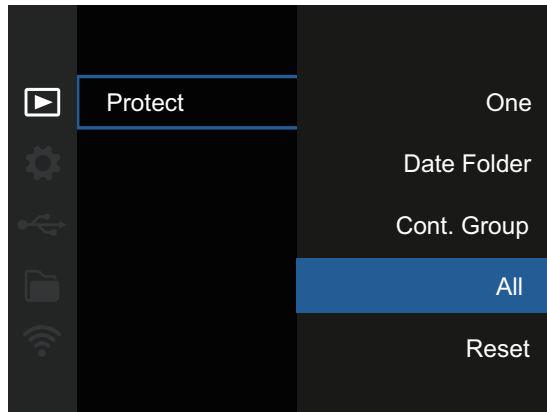 Protect
One
Date Folder
Cont. Group
All
Reset